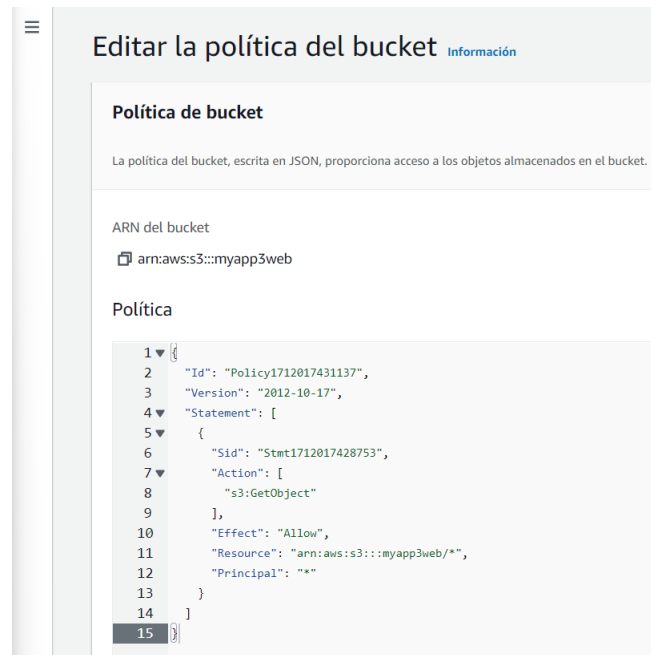 Editar la política del bucket Información
Política de bucket
La política del bucket, escrita en JSON, proporciona acceso a los objetos almacenados en el bucket.
ARN del bucket
arn:aws:s3:::myapp3web
Política
1 {
2 "Id": "Policy1712017431137",
3 "Version": "2012-10-17",
4 "Statement": [
5 {
6 "Sid": "Stmt1712017428753",
7 "Action": [
8 "s3:GetObject"
9 ],
10 "Effect": "Allow",
11 "Resource": "arn:aws:s3:::myapp3web/*",
12 "Principal": "*"
13 }
14 ]
15 }